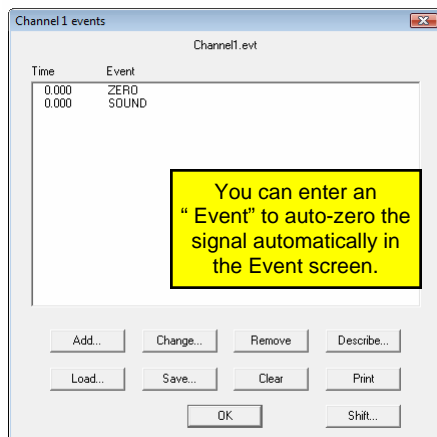 Channel 1 events
Channel1.evt
Time Event
0.000 ZERO
0.000 SOUND
You can enter an
“ Event” to auto-zero the
signal automatically in
the Event screen.
Add... Change... Remove Describe...
Load... Save... Clear Print
OK Shift...